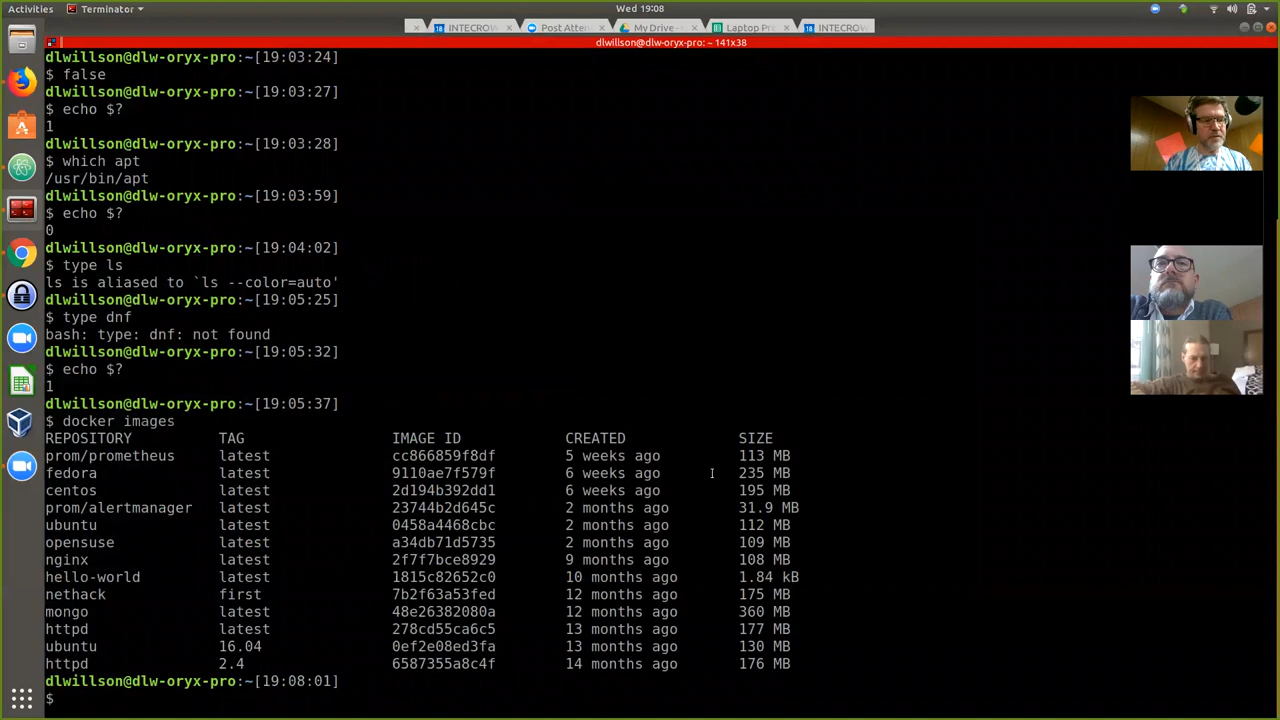 Activities Terminator Wed 19:08
INTECROW Post Atten My Drive - Laptop Pre INTECROW
dlwillson@dlw-oryx-pro: ~ 141x38
dlwillson@dlw-oryx-pro:~[19:03:24]
$ false
dlwillson@dlw-oryx-pro:~[19:03:27]
$ echo $?
1
dlwillson@dlw-oryx-pro:~[19:03:28]
$ which apt
/usr/bin/apt
dlwillson@dlw-oryx-pro:~[19:03:59]
$ echo $?
0
dlwillson@dlw-oryx-pro:~[19:04:02]
$ type ls
ls is aliased to `ls --color=auto'
dlwillson@dlw-oryx-pro:~[19:05:25]
$ type dnf
bash: type: dnf: not found
dlwillson@dlw-oryx-pro:~[19:05:32]
$ echo $?
1
dlwillson@dlw-oryx-pro:~[19:05:37]
$ docker images
REPOSITORY TAG IMAGE ID CREATED SIZE
prom/prometheus latest cc866859f8df 5 weeks ago 113 MB
fedora latest 9110ae7f579f 6 weeks ago 235 MB
centos latest 2d194b392dd1 6 weeks ago 195 MB
prom/alertmanager latest 23744b2d645c 2 months ago 31.9 MB
ubuntu latest 0458a4468cbc 2 months ago 112 MB
opensuse latest a34db71d5735 2 months ago 109 MB
nginx latest 2f7f7bce8929 9 months ago 108 MB
hello-world latest 1815c82652c0 10 months ago 1.84 kB
nethack first 7b2f63a53fed 12 months ago 175 MB
mongo latest 48e26382080a 12 months ago 360 MB
httpd latest 278cd55ca6c5 13 months ago 177 MB
ubuntu 16.04 0ef2e08ed3fa 13 months ago 130 MB
httpd 2.4 6587355a8c4f 14 months ago 176 MB
dlwillson@dlw-oryx-pro:~[19:08:01]
$